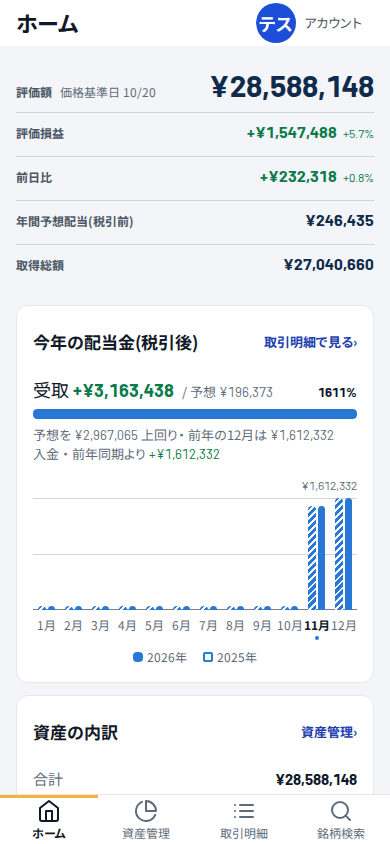 ホーム
テス アカウント
評価額 価格基準日 10/20 ¥28,588,148
評価損益 +¥1,547,488 +5.7%
前日比 +¥232,318 +0.8%
年間予想配当(税引前) ¥246,435
取得総額 ¥27,040,660
今年の配当金(税引後) 取引明細で見る›
受取 +¥3,163,438 / 予想 ¥196,373 1611%
予想を ¥2,967,065 上回り・前年の12月は ¥1,612,332
入金・前年同期より +¥1,612,332
¥1,612,332
1月 2月 3月 4月 5月 6月 7月 8月 9月 10月 11月 12月
2026年 2025年
資産の内訳 資産管理›
合計 ¥28,588,148
ホーム 資産管理 取引明細 銘柄検索